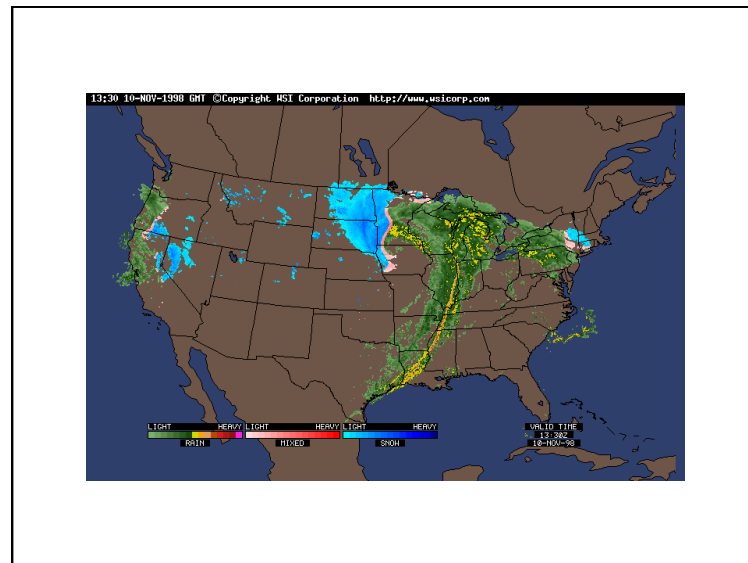 13:30 10-NOV-1998 GMT ©Copyright WSI Corporation http://www.wsicorp.com
LIGHT HEAVY LIGHT HEAVY LIGHT HEAVY
RAIN MIXED SNOW
VALID TIME
13:30Z
10-NOV-98